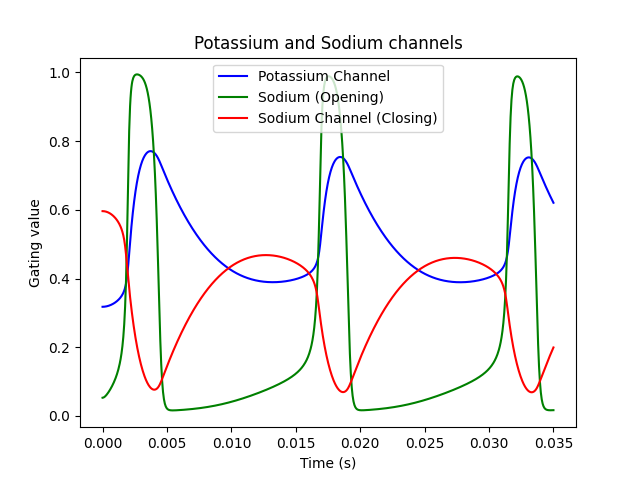 Potassium and Sodium channels
Potassium Channel
Sodium (Opening)
Sodium Channel (Closing)
1.0
0.8
0.6
0.4
0.2
0.0
Gating value
0.000 0.005 0.010 0.015 0.020 0.025 0.030 0.035
Time (s)